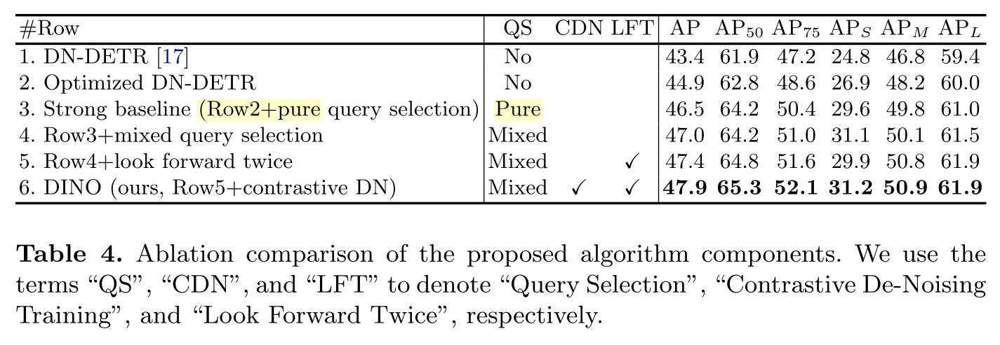 #Row QS CDN LFT AP AP50 AP75 APS APM APL
1. DN-DETR [17] No 43.4 61.9 47.2 24.8 46.8 59.4
2. Optimized DN-DETR No 44.9 62.8 48.6 26.9 48.2 60.0
3. Strong baseline (Row2+pure query selection) Pure 46.5 64.2 50.4 29.6 49.8 61.0
4. Row3+mixed query selection Mixed 47.0 64.2 51.0 31.1 50.1 61.5
5. Row4+look forward twice Mixed ✓ 47.4 64.8 51.6 29.9 50.8 61.9
6. DINO (ours, Row5+contrastive DN) Mixed ✓ ✓ 47.9 65.3 52.1 31.2 50.9 61.9
Table 4. Ablation comparison of the proposed algorithm components. We use the
terms “QS”, “CDN”, and “LFT” to denote “Query Selection”, “Contrastive De-Noising
Training”, and “Look Forward Twice”, respectively.